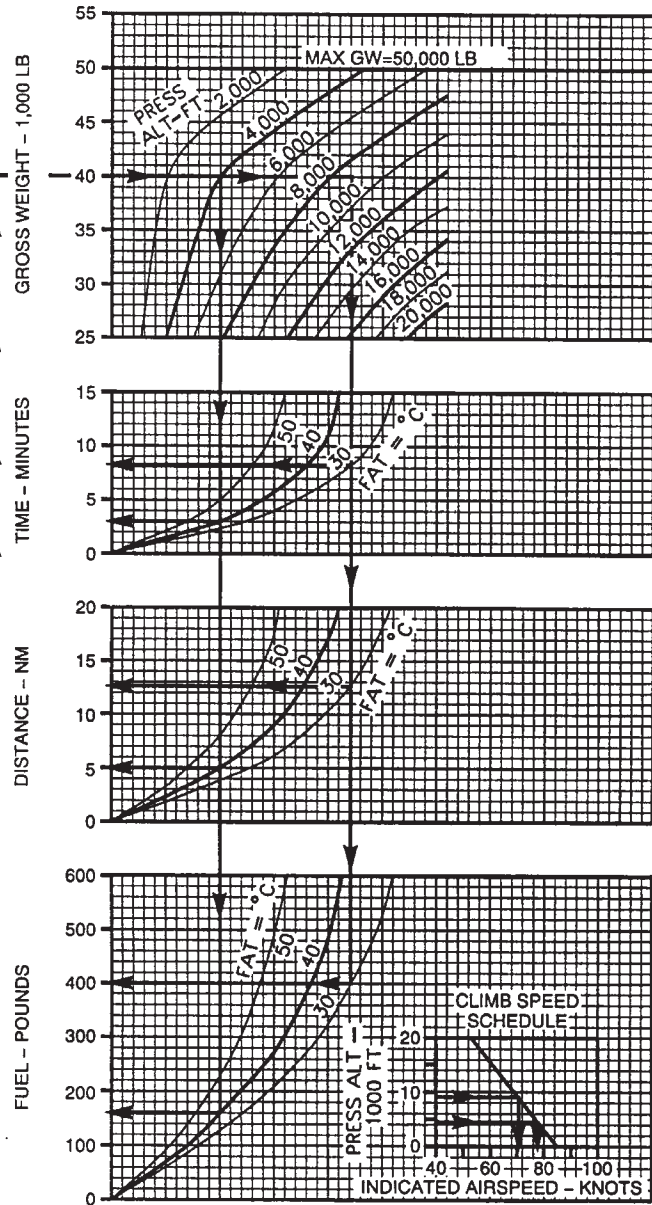 GROSS WEIGHT – 1,000 LB
55
50
45
40
35
30
25
MAX GW=50,000 LB
PRESS
ALT–FT
2,000
4,000
6,000
8,000
10,000
12,000
14,000
16,000
18,000
20,000
TIME – MINUTES
15
10
5
0
50
40
30
FAT = °C
DISTANCE – NM
20
15
10
5
0
50
40
30
FAT = °C
FUEL – POUNDS
600
500
400
300
200
100
0
FAT = °C
50
40
30
CLIMB SPEED
SCHEDULE
PRESS ALT –
1000 FT
20
10
0
40 60 80 100
INDICATED AIRSPEED – KNOTS